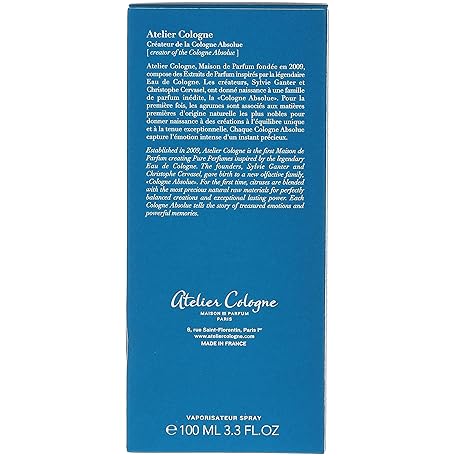 Atelier Cologne
Créateur de la Cologne Absolue
[ creator of the Cologne Absolue ]
Atelier Cologne, Maison de Parfum fondée en 2009,
compose des Extraits de Parfum inspirés par la légendaire
Eau de Cologne. Les créateurs, Sylvie Ganter et
Christophe Cervasel, ont donné naissance à une famille
de parfum inédite, la «Cologne Absolue». Pour la
première fois, les agrumes sont associés aux matières
premières d'origine naturelle les plus nobles pour
donner naissance à des créations à l'équilibre unique
et à la tenue exceptionnelle. Chaque Cologne Absolue
capture l'émotion intense d'un instant précieux.
Established in 2009, Atelier Cologne is the first Maison de
Parfum creating Pure Perfumes inspired by the legendary
Eau de Cologne. The founders, Sylvie Ganter and
Christophe Cervasel, gave birth to a new olfactive family,
«Cologne Absolue». For the first time, citruses are blended
with the most precious natural raw materials for perfectly
balanced creations and exceptional lasting power. Each
Cologne Absolue tells the story of treasured emotions and
powerful memories.
Atelier Cologne
MAISON DE PARFUM
PARIS
8, rue Saint-Florentin, Paris Iᵉʳ
www.ateliercologne.com
MADE IN FRANCE
VAPORISATEUR SPRAY
℮ 100 ML 3.3 FL.OZ